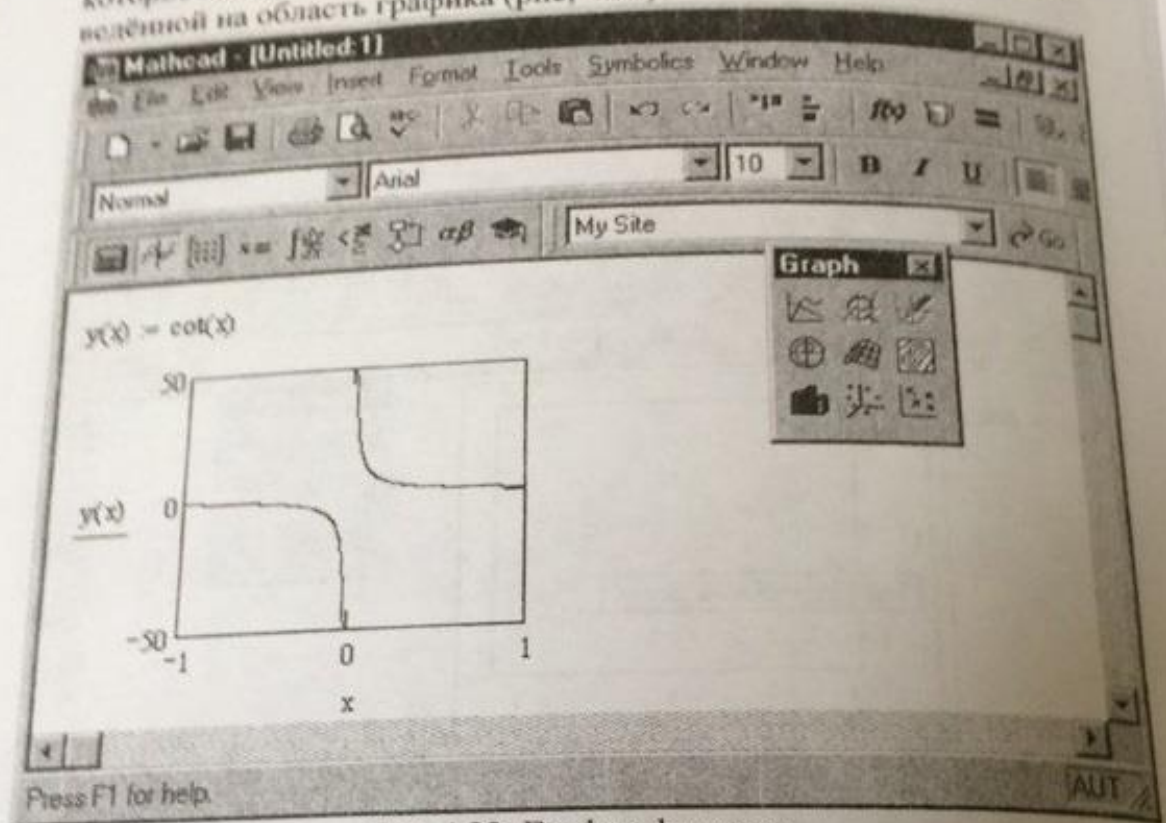 ведённой на область графика
Mathcad - [Untitled:1]
File Edit View Insert Format Tools Symbolics Window Help
Normal Arial 10 B I U
αβ My Site Go
Graph
y(x) := cot(x)
50
y(x) 0
-50
-1 0 1
x
Press F1 for help. AUT